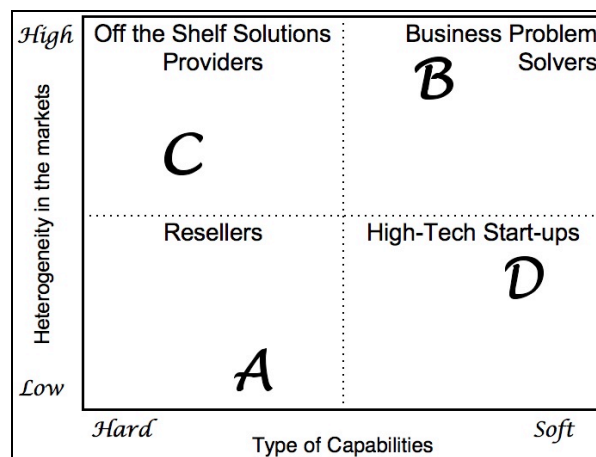 High
Off the Shelf Solutions
Providers
Business Problem
Solvers
B
C
Heterogeneity in the markets
Resellers
High-Tech Start-ups
D
A
Low
Hard
Soft
Type of Capabilities